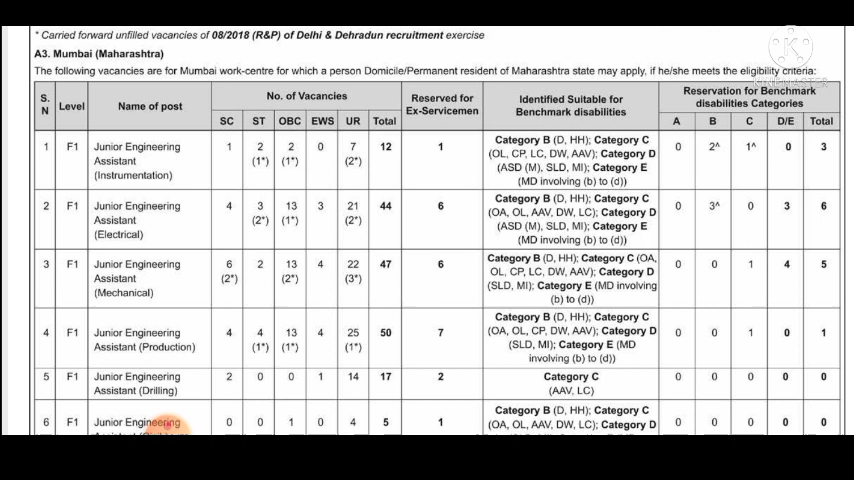 * Carried forward unfilled vacancies of 08/2018 (R&P) of Delhi & Dehradun recruitment exercise
A3. Mumbai (Maharashtra)
The following vacancies are for Mumbai work-centre for which a person Domicile/Permanent resident of Maharashtra state may apply, if he/she meets the eligibility criteria:
S. N Level Name of post No. of Vacancies Reserved for Ex-Servicemen Identified Suitable for Benchmark disabilities Reservation for Benchmark disabilities Categories
SC ST OBC EWS UR Total A B C D/E Total
1 F1 Junior Engineering Assistant (Instrumentation) 1 2 (1*) 2 (1*) 0 7 (2*) 12 1 Category B (D, HH); Category C (OL, CP, LC, DW, AAV); Category D (ASD (M), SLD, MI); Category E (MD involving (b) to (d)) 0 2^ 1^ 0 3
2 F1 Junior Engineering Assistant (Electrical) 4 3 (2*) 13 (1*) 3 21 (2*) 44 6 Category B (D, HH); Category C (OA, OL, AAV, DW, LC); Category D (ASD (M), SLD, MI); Category E (MD involving (b) to (d)) 0 3^ 0 3 6
3 F1 Junior Engineering Assistant (Mechanical) 6 (2*) 2 13 (2*) 4 22 (3*) 47 6 Category B (D, HH); Category C (OA, OL, CP, LC, DW, AAV); Category D (SLD, MI); Category E (MD involving (b) to (d)) 0 0 1 4 5
4 F1 Junior Engineering Assistant (Production) 4 4 (1*) 13 (1*) 4 25 (1*) 50 7 Category B (D, HH); Category C (OA, OL, CP, DW, AAV); Category D (SLD, MI); Category E (MD involving (b) to (d)) 0 0 1 0 1
5 F1 Junior Engineering Assistant (Drilling) 2 0 0 1 14 17 2 Category C (AAV, LC) 0 0 0 0 0
6 F1 Junior Engineering 0 0 1 0 4 5 1 Category B (D, HH); Category C (OA, OL, AAV, DW, LC); Category D 0 0 0 0 0
K
KINEMASTER